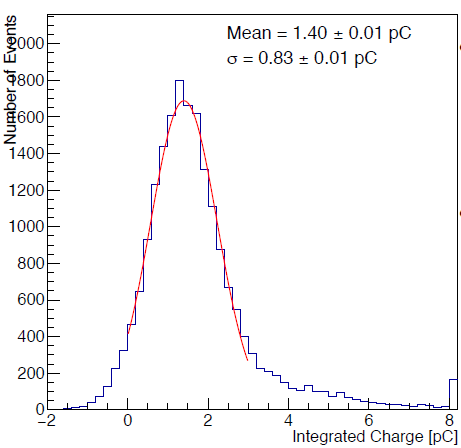 Mean = 1.40 ± 0.01 pC
σ = 0.83 ± 0.01 pC
Number of Events
2000
1800
1600
1400
1200
1000
800
600
400
200
0
−2 0 2 4 6 8
Integrated Charge [pC]